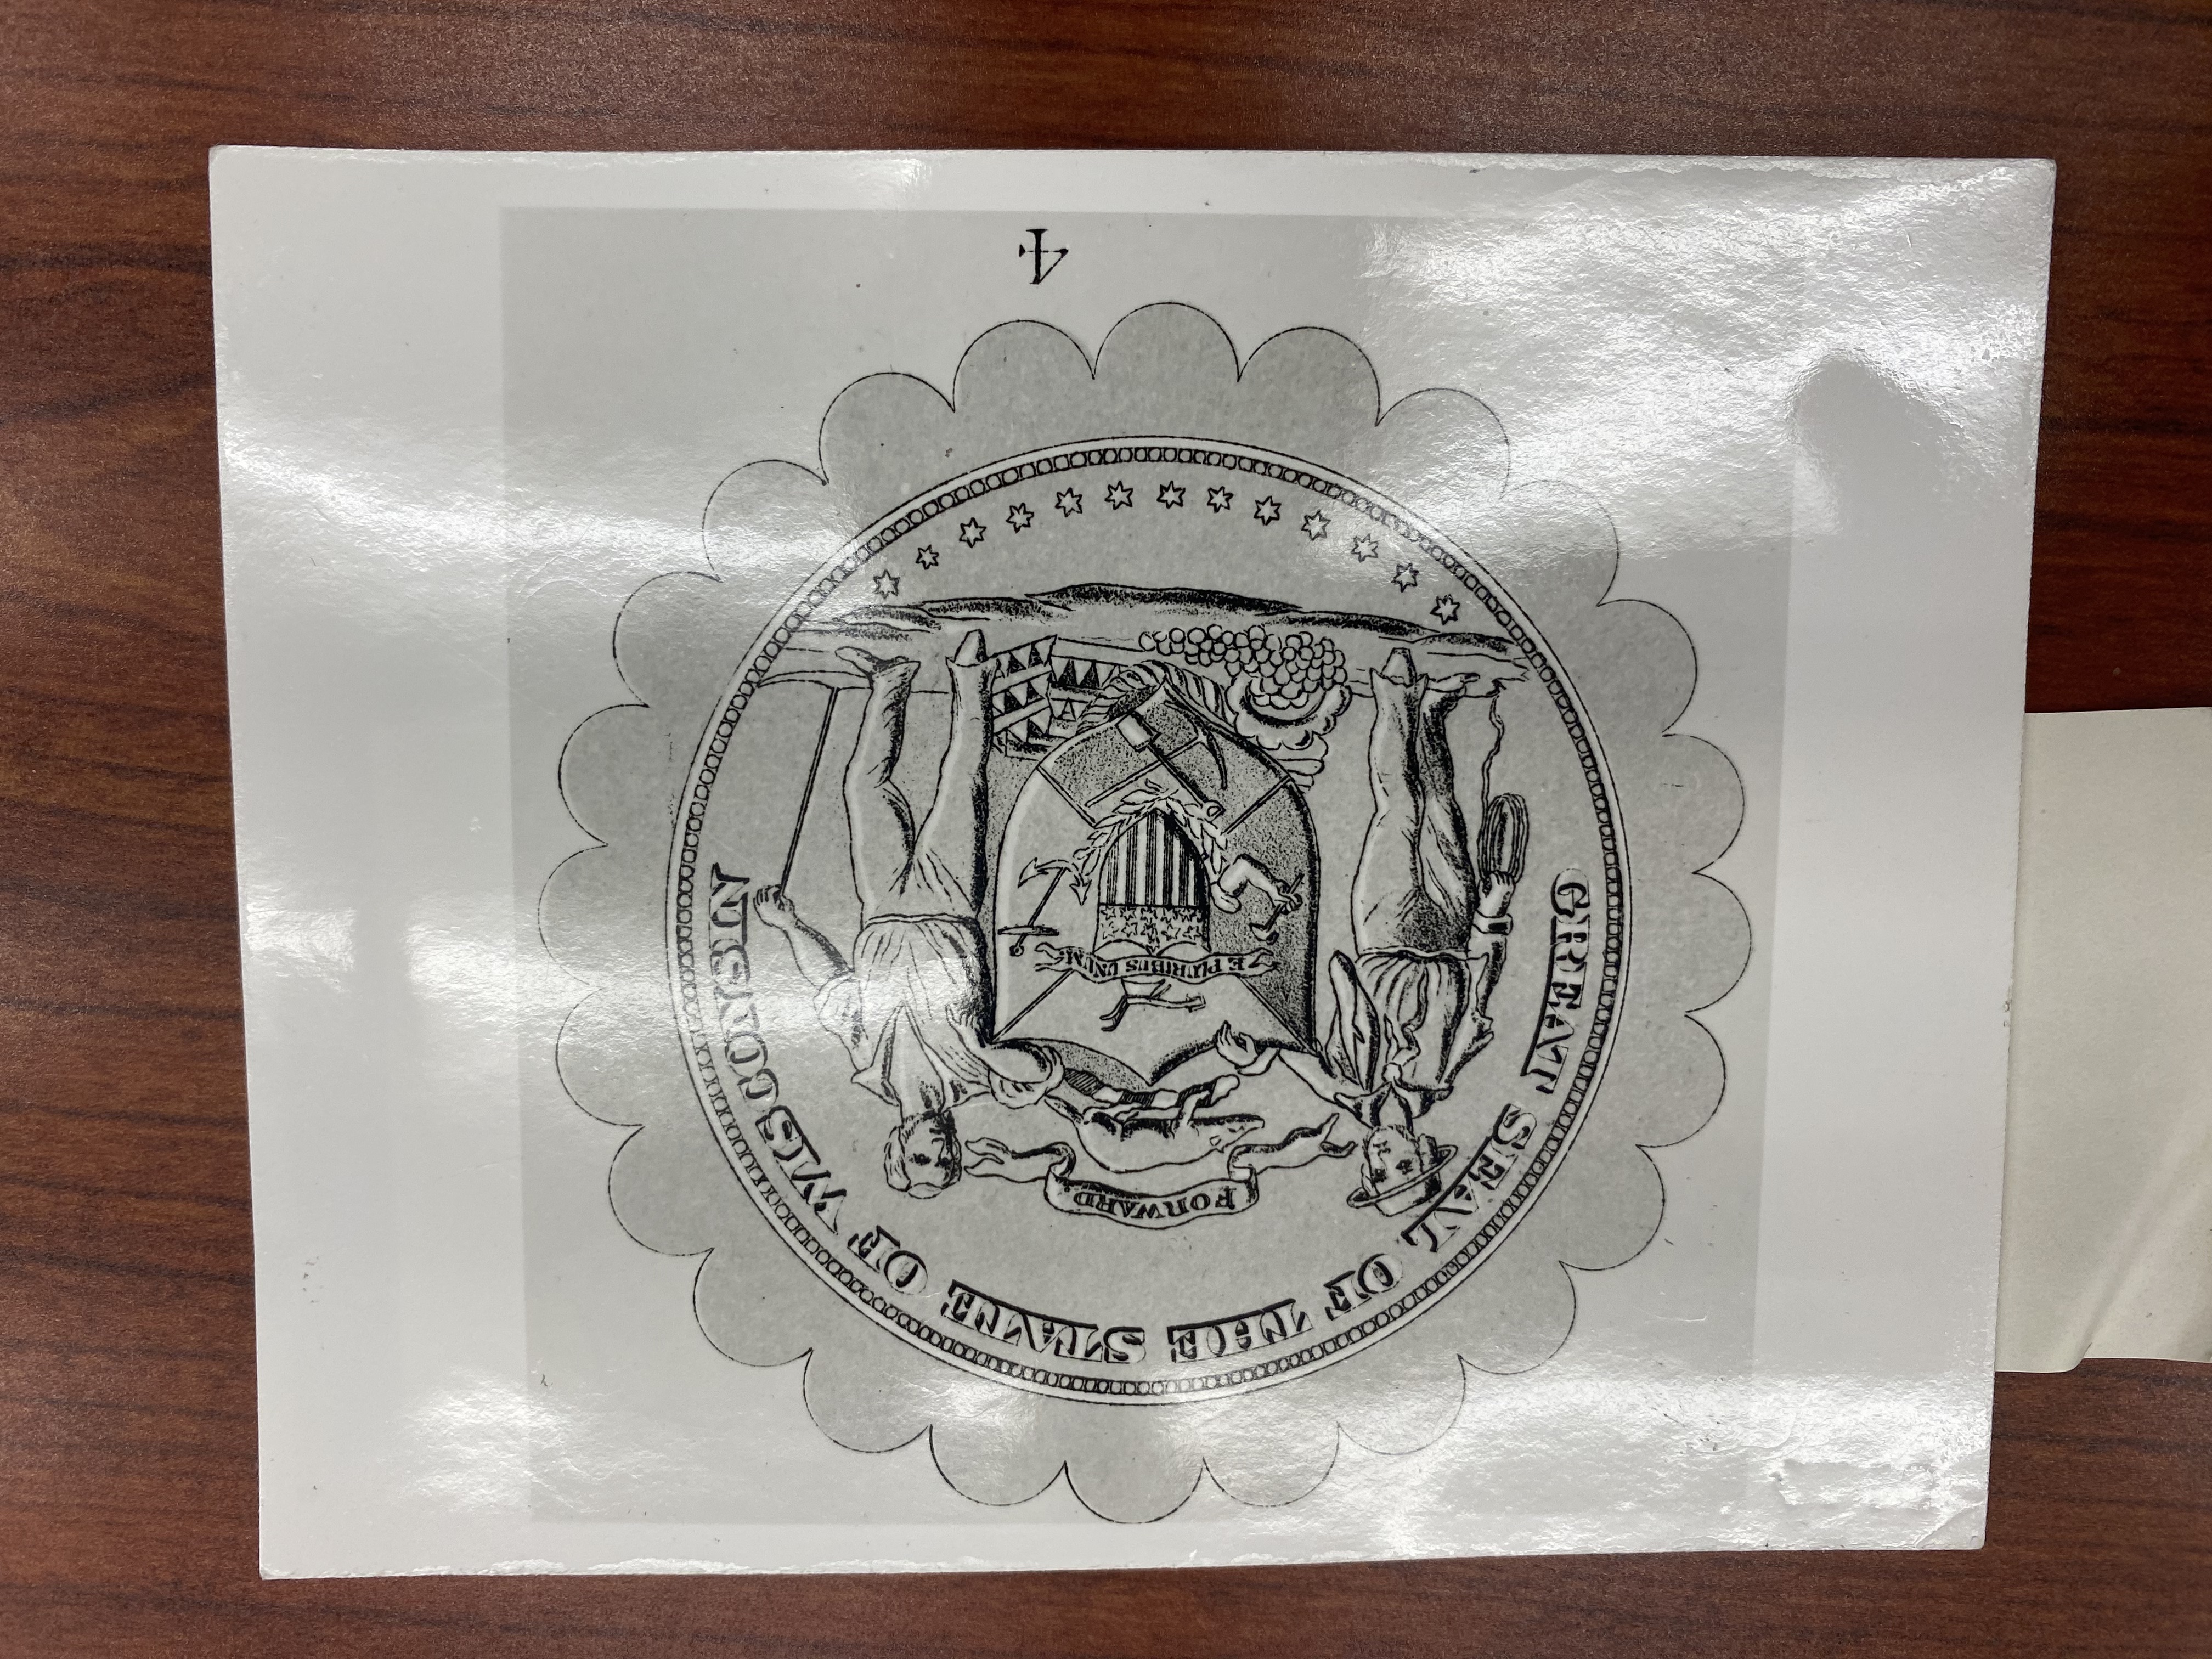 GREAT SEAL OF THE STATE OF WISCONSIN
FORWARD
E PLURIBUS UNUM
4